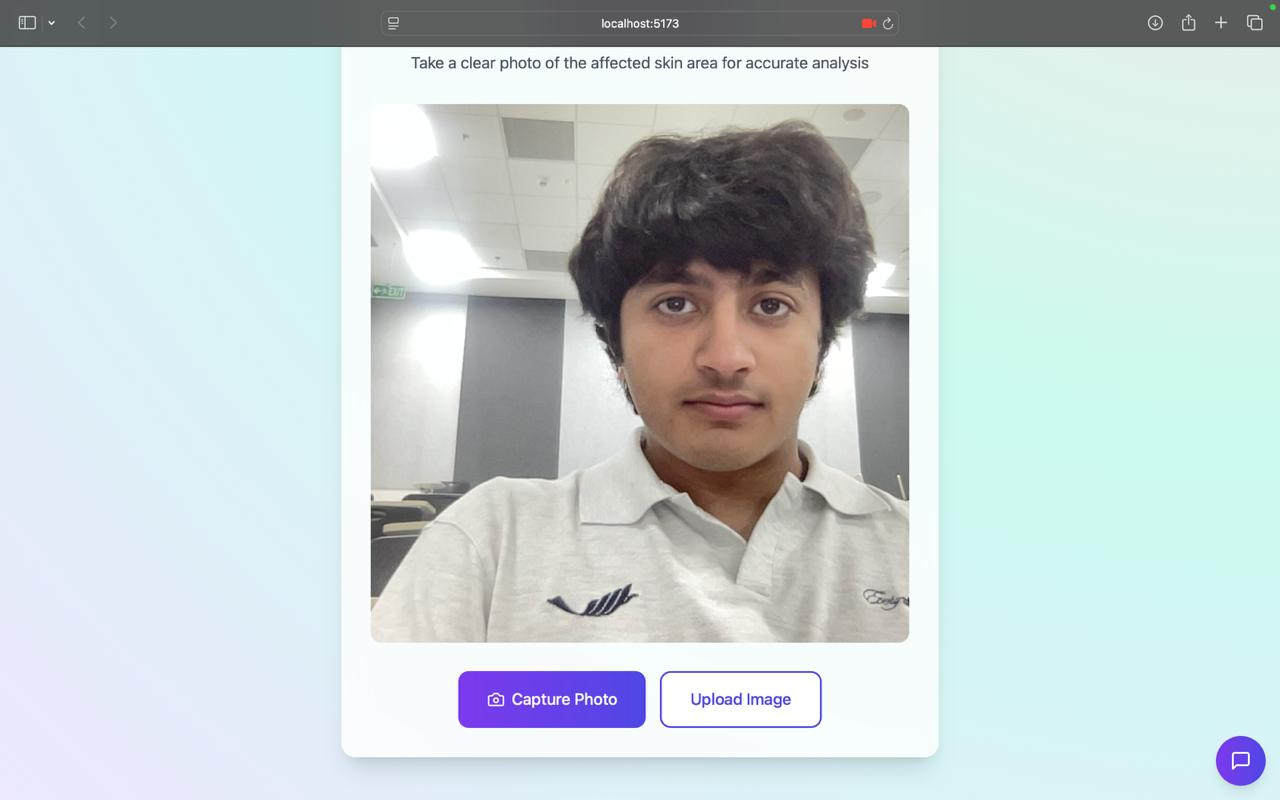 localhost:5173
Take a clear photo of the affected skin area for accurate analysis
EXIT
Capture Photo
Upload Image